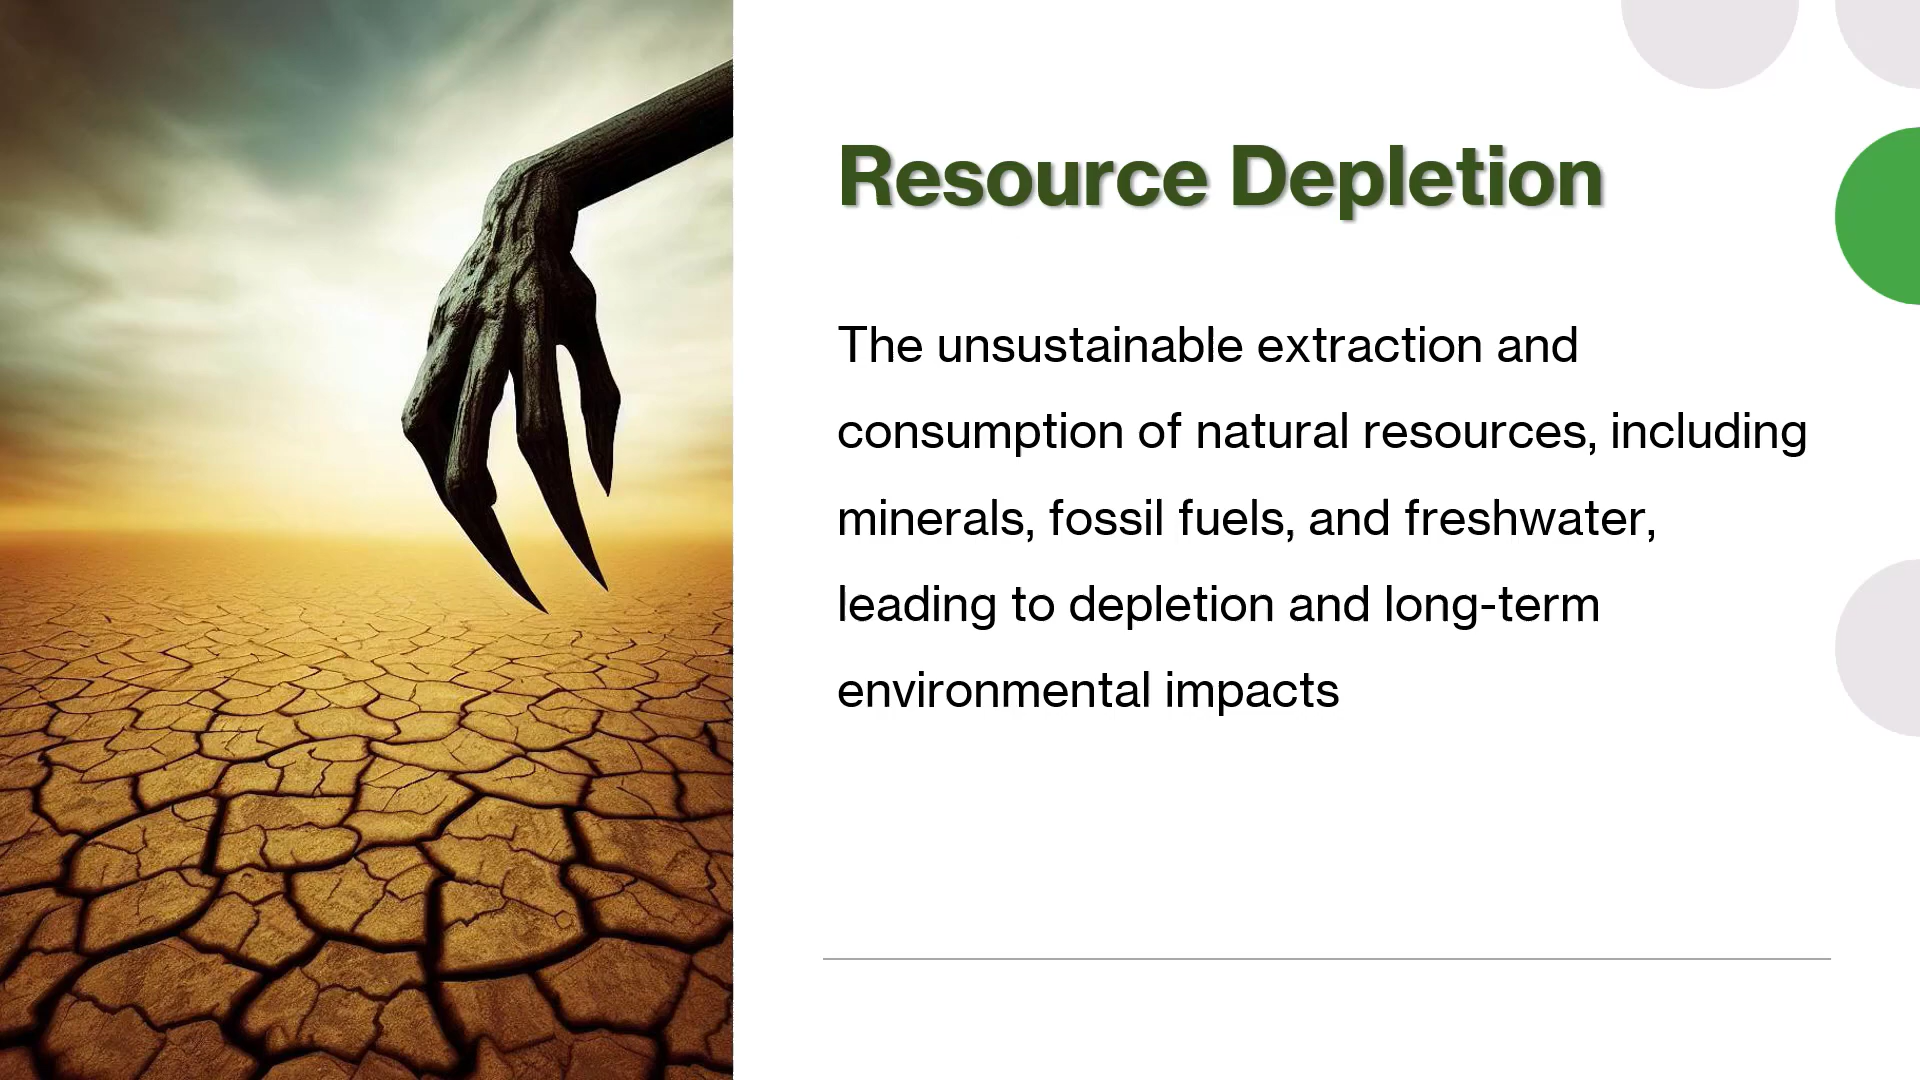 Resource Depletion
The unsustainable extraction and
consumption of natural resources, including
minerals, fossil fuels, and freshwater,
leading to depletion and long-term
environmental impacts